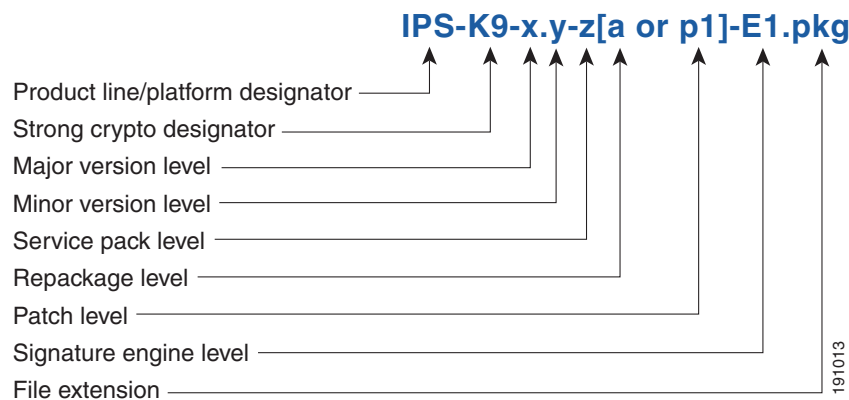 IPS-K9-x.y-z[a or p1]-E1.pkg
Product line/platform designator
Strong crypto designator
Major version level
Minor version level
Service pack level
Repackage level
Patch level
Signature engine level
File extension
191013